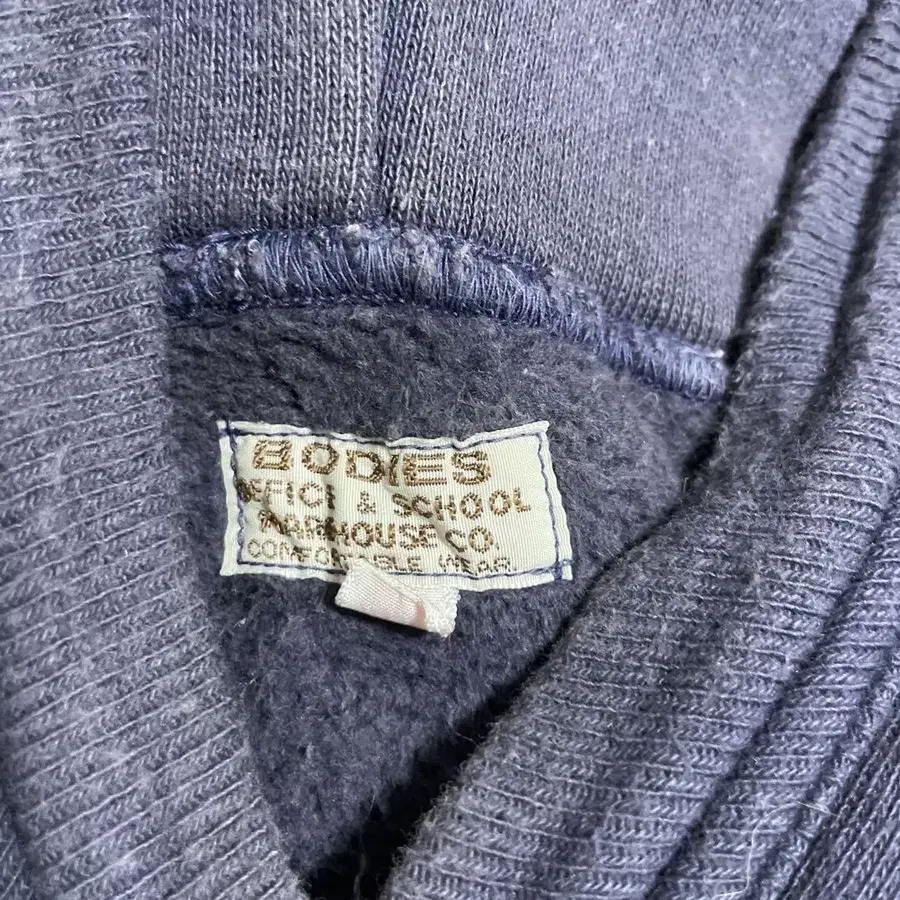 BODIES
OFFICE & SCHOOL
WAREHOUSE CO.
COMFORTABLE WEAR